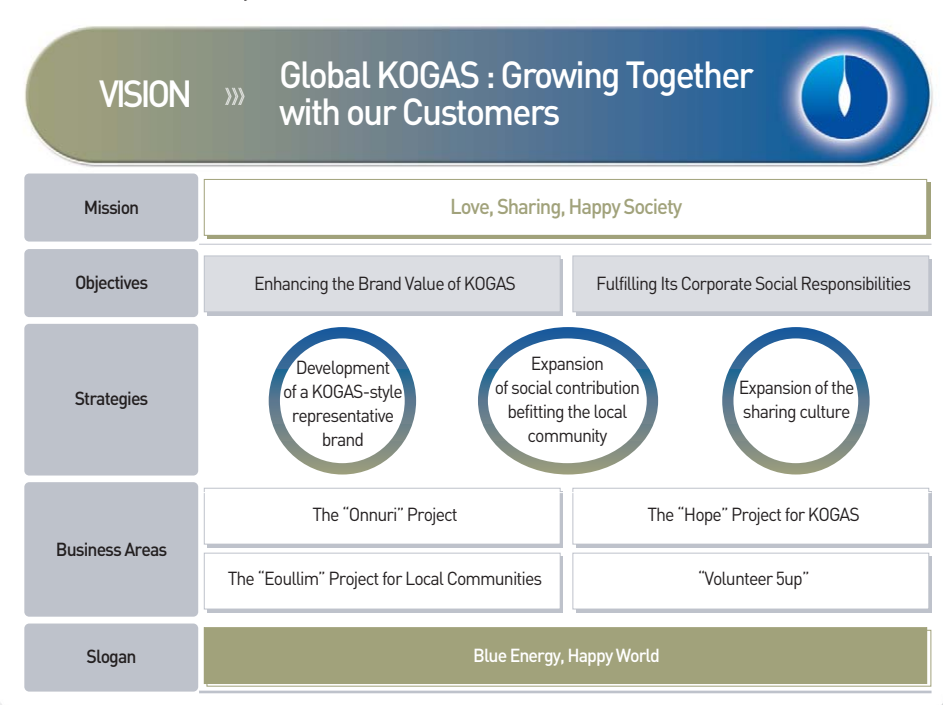 VISION
Global KOGAS : Growing Together
with our Customers
Mission
Love, Sharing, Happy Society
Objectives
Enhancing the Brand Value of KOGAS
Fulfilling Its Corporate Social Responsibilities
Strategies
Development
of a KOGAS-style
representative
brand
Expansion
of social contribution
befitting the local
community
Expansion of the
sharing culture
Business Areas
The “Onnuri” Project
The “Hope” Project for KOGAS
The “Eoullim” Project for Local Communities
“Volunteer 5up”
Slogan
Blue Energy, Happy World